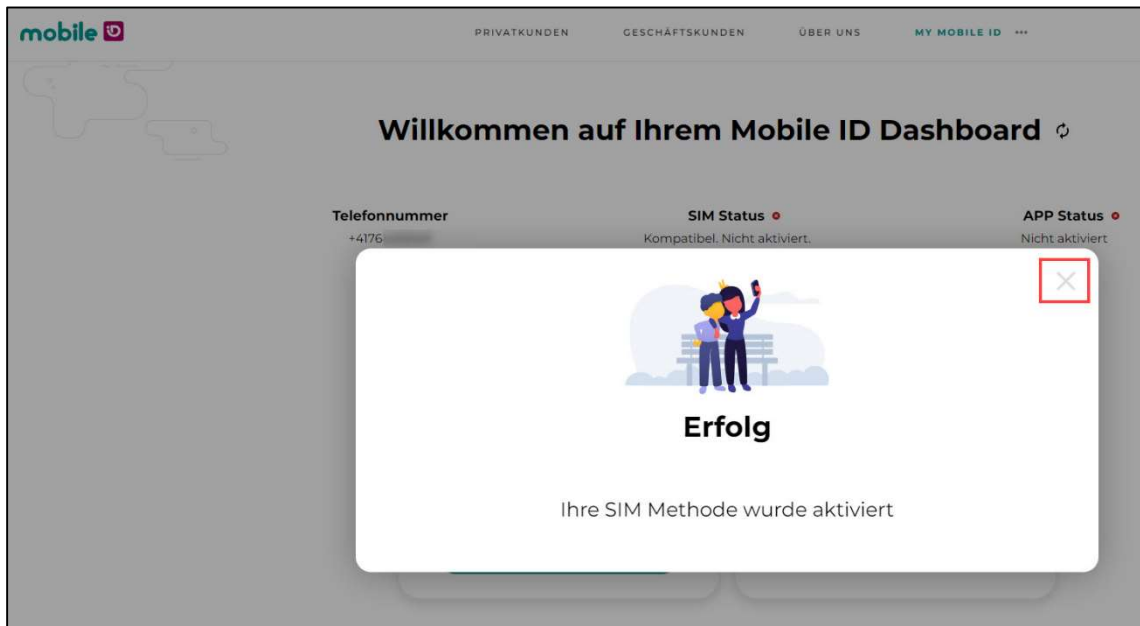 mobile iD
PRIVATKUNDEN GESCHÄFTSKUNDEN ÜBER UNS MY MOBILE ID
Willkommen auf Ihrem Mobile ID Dashboard
Telefonnummer SIM Status APP Status
+4176 Kompatibel. Nicht aktiviert. Nicht aktiviert
Erfolg
Ihre SIM Methode wurde aktiviert